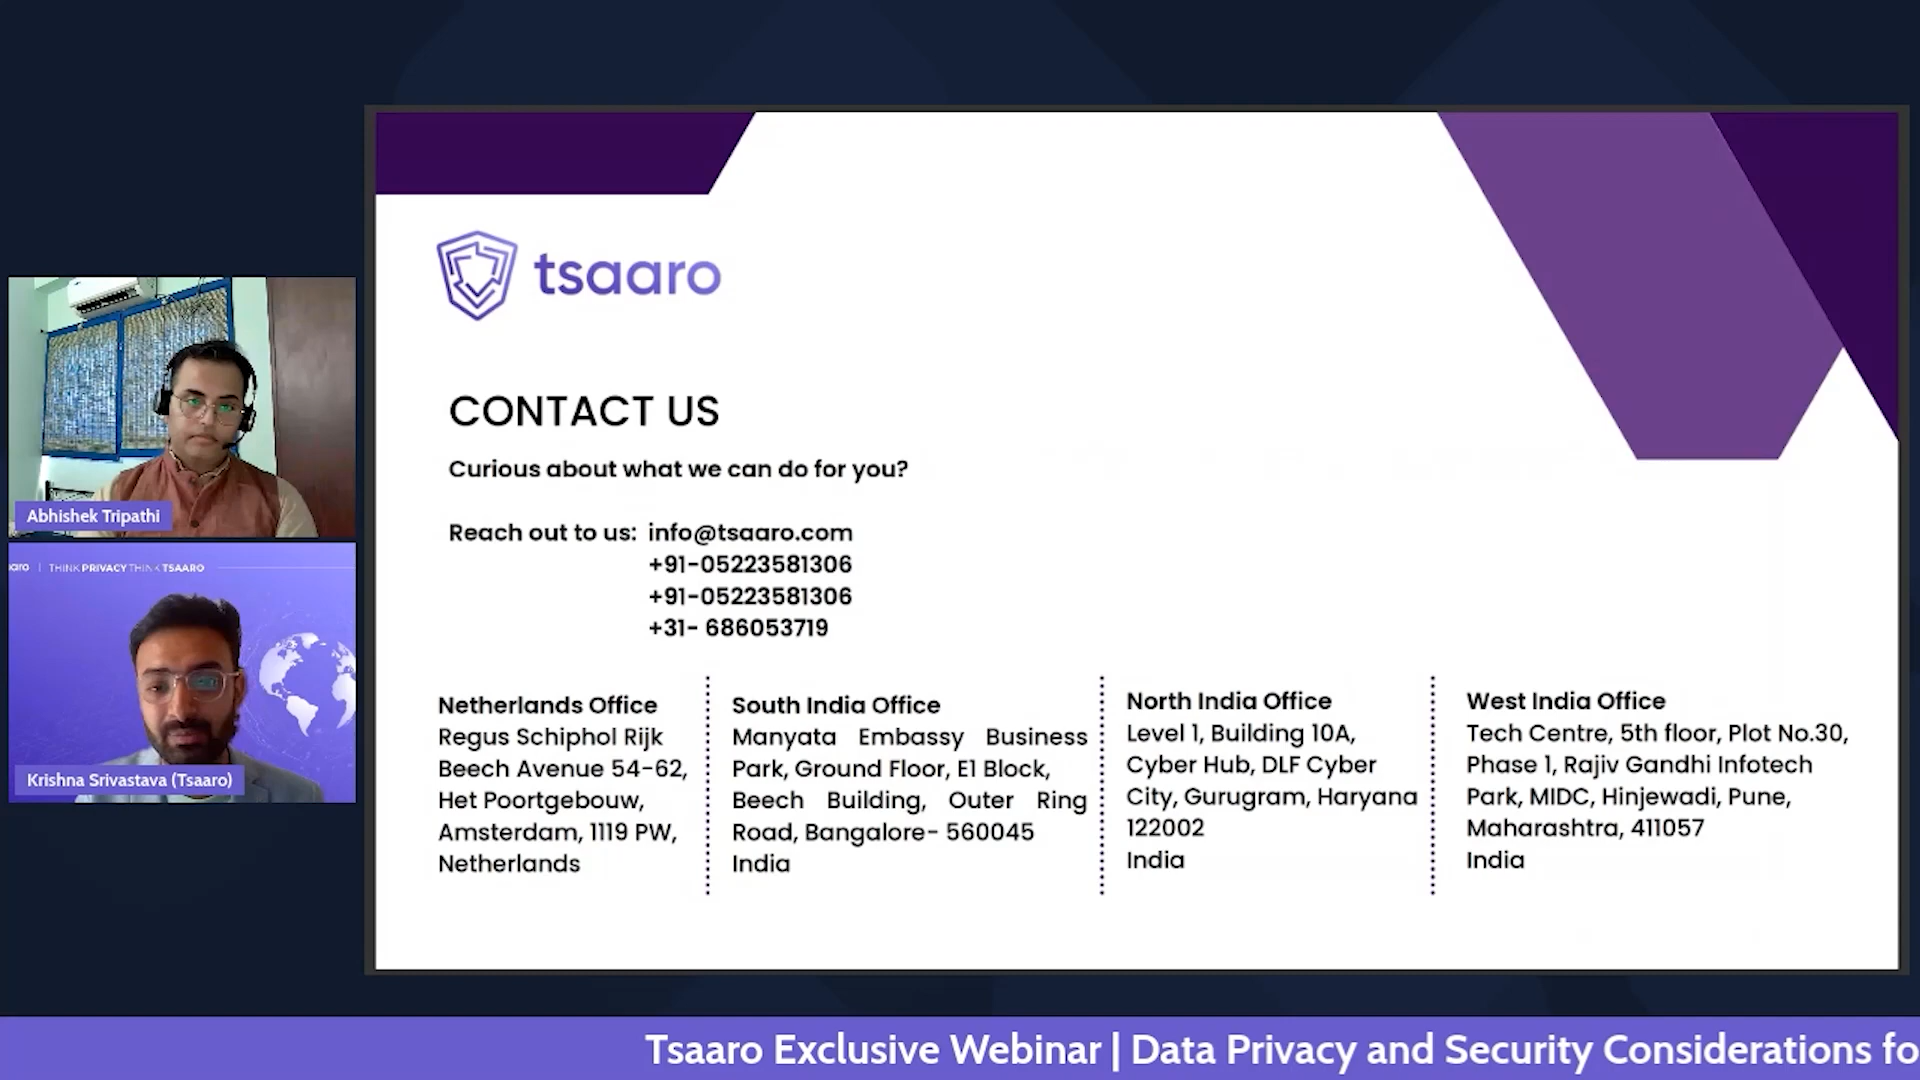 tsaaro
CONTACT US
Curious about what we can do for you?
Reach out to us: info@tsaaro.com
+91-05223581306
+91-05223581306
+31- 686053719
Netherlands Office
Regus Schiphol Rijk
Beech Avenue 54-62,
Het Poortgebouw,
Amsterdam, 1119 PW,
Netherlands
South India Office
Manyata Embassy Business
Park, Ground Floor, E1 Block,
Beech Building, Outer Ring
Road, Bangalore- 560045
India
North India Office
Level 1, Building 10A,
Cyber Hub, DLF Cyber
City, Gurugram, Haryana
122002
India
West India Office
Tech Centre, 5th floor, Plot No.30,
Phase 1, Rajiv Gandhi Infotech
Park, MIDC, Hinjewadi, Pune,
Maharashtra, 411057
India
Abhishek Tripathi
aro | THINK PRIVACY THINK TSAARO
Krishna Srivastava (Tsaaro)
Tsaaro Exclusive Webinar | Data Privacy and Security Considerations fo